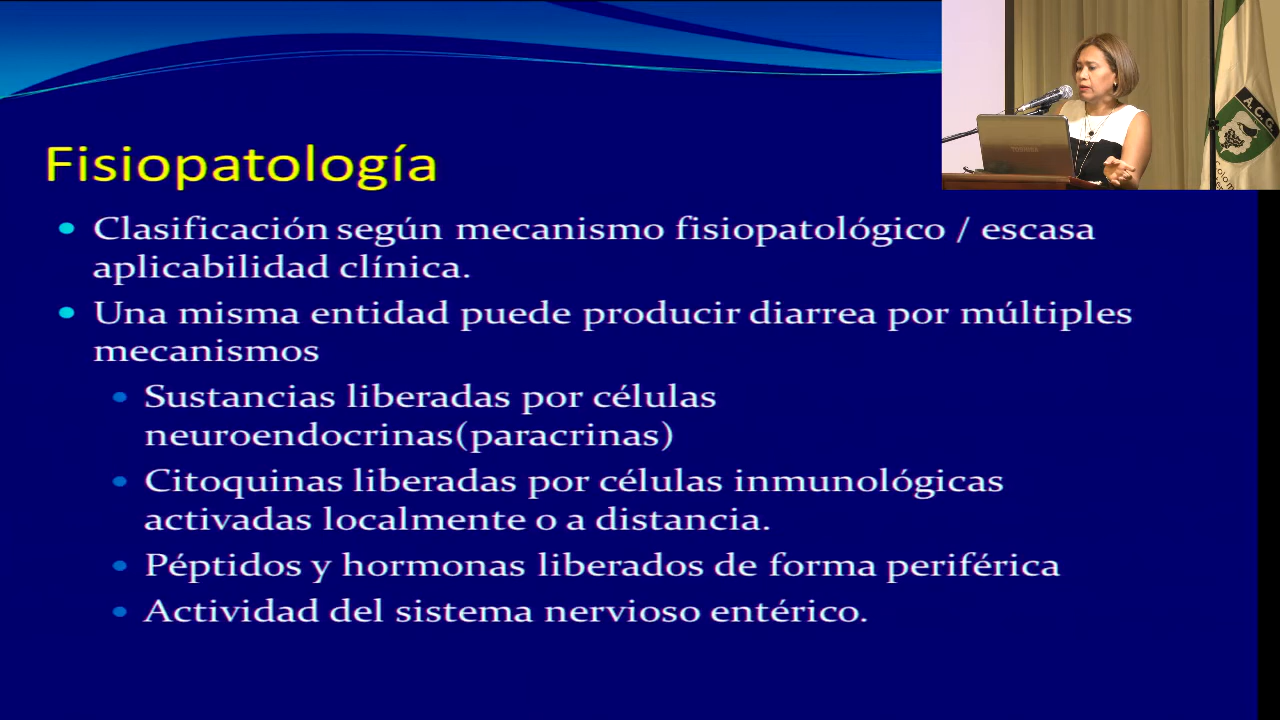 Fisiopatología
Clasificación según mecanismo fisiopatológico / escasa
aplicabilidad clínica.
Una misma entidad puede producir diarrea por múltiples
mecanismos
Sustancias liberadas por células
neuroendocrinas(paracrinas)
Citoquinas liberadas por células inmunológicas
activadas localmente o a distancia.
Péptidos y hormonas liberados de forma periférica
Actividad del sistema nervioso entérico.
TOSHIBA
A.C.G.